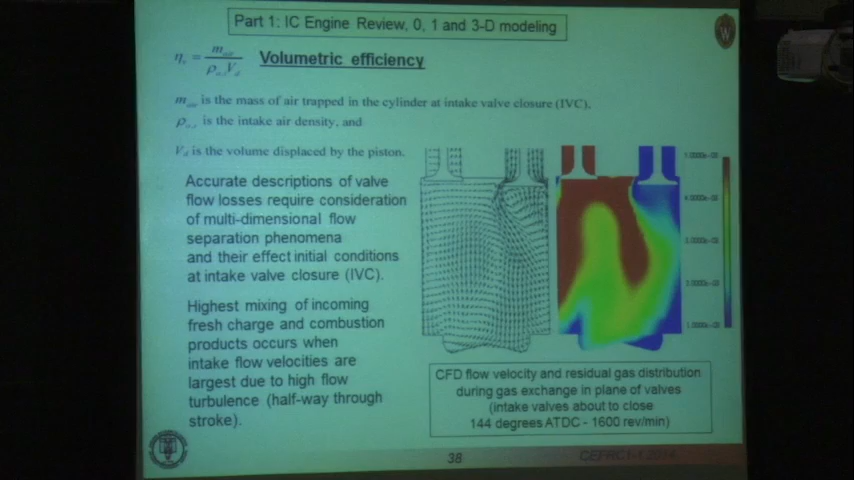 Part 1: IC Engine Review, 0, 1 and 3-D modeling
Volumetric efficiency
is the mass of air trapped in the cylinder at intake valve closure (IVC),
is the intake air density, and
V_d is the volume displaced by the piston.
Accurate descriptions of valve
flow losses require consideration
of multi-dimensional flow
separation phenomena
and their effect initial conditions
at intake valve closure (IVC).
Highest mixing of incoming
fresh charge and combustion
products occurs when
intake flow velocities are
largest due to high flow
turbulence (half-way through
stroke).
CFD flow velocity and residual gas distribution
during gas exchange in plane of valves
(intake valves about to close
144 degrees ATDC - 1600 rev/min)
38
W